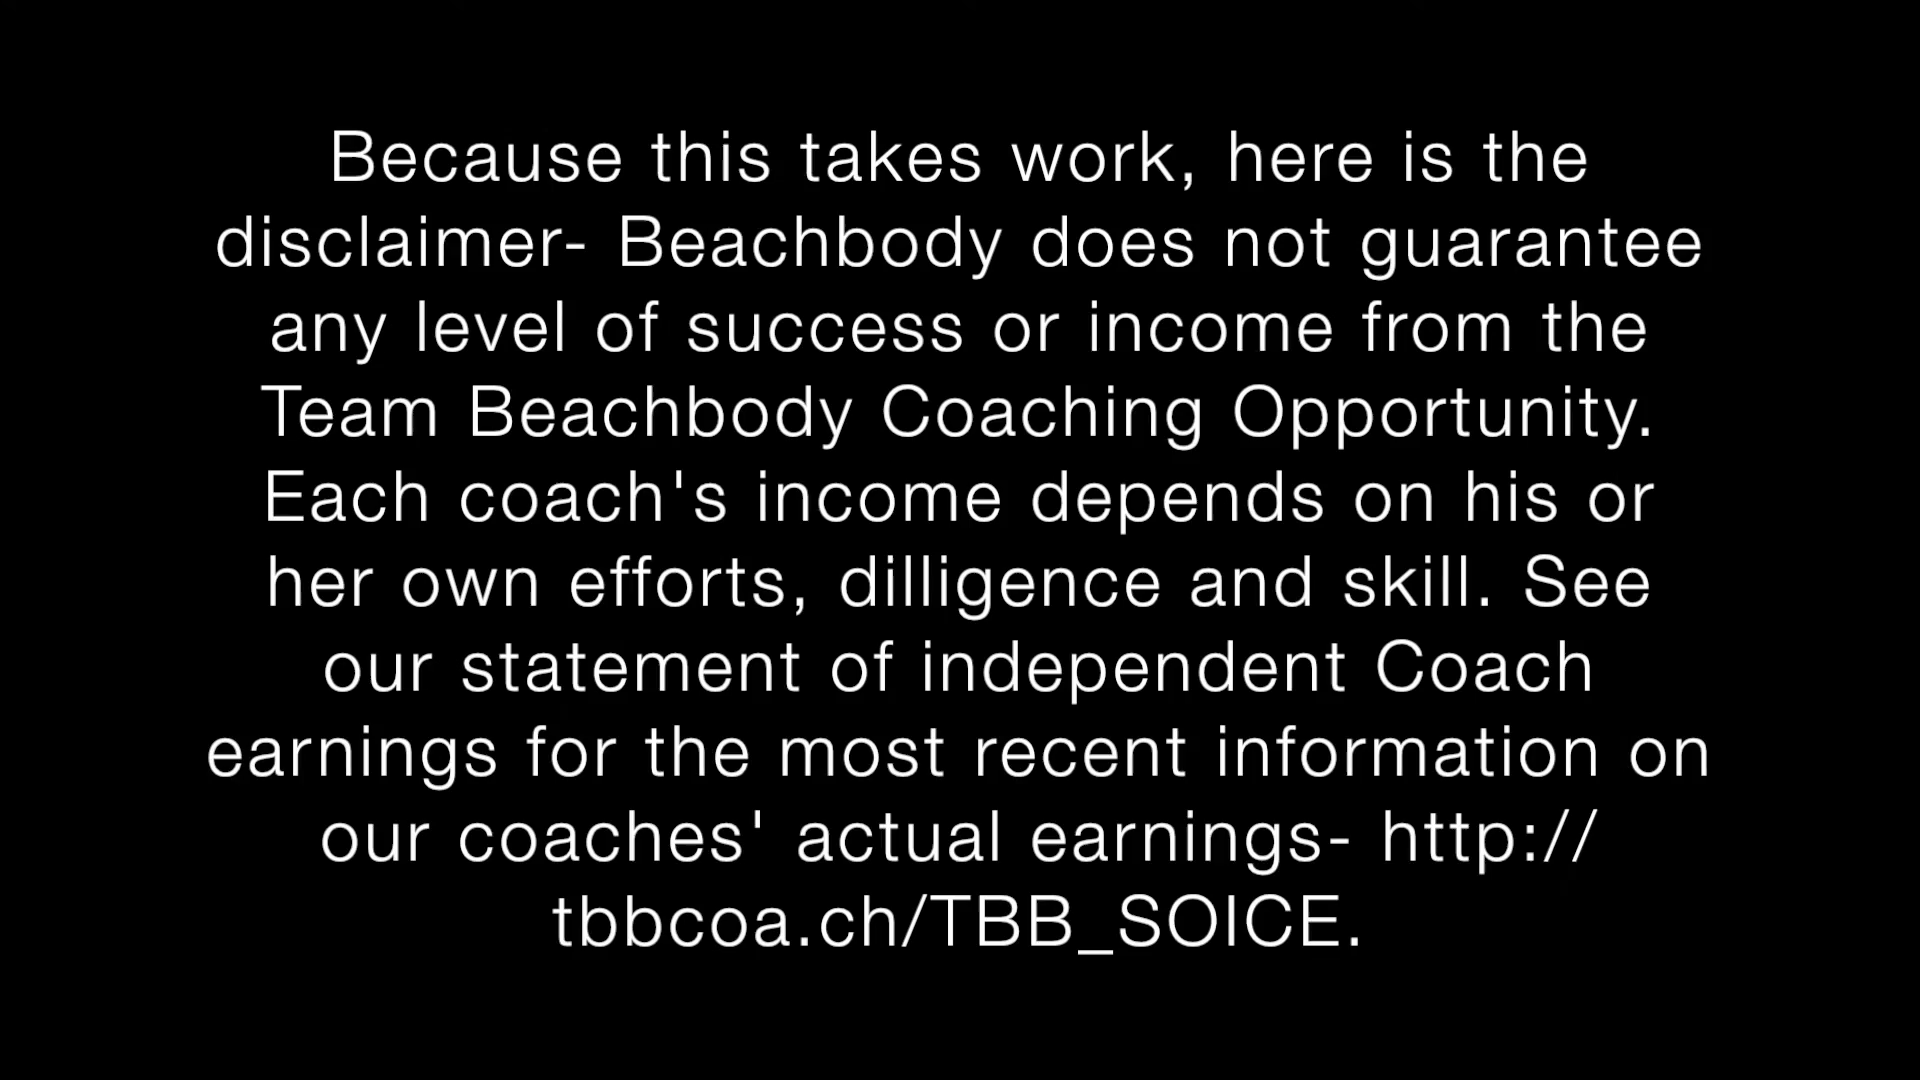 Because this takes work, here is the
disclaimer- Beachbody does not guarantee
any level of success or income from the
Team Beachbody Coaching Opportunity.
Each coach's income depends on his or
her own efforts, dilligence and skill. See
our statement of independent Coach
earnings for the most recent information on
our coaches' actual earnings- http://
tbbcoa.ch/TBB_SOICE.